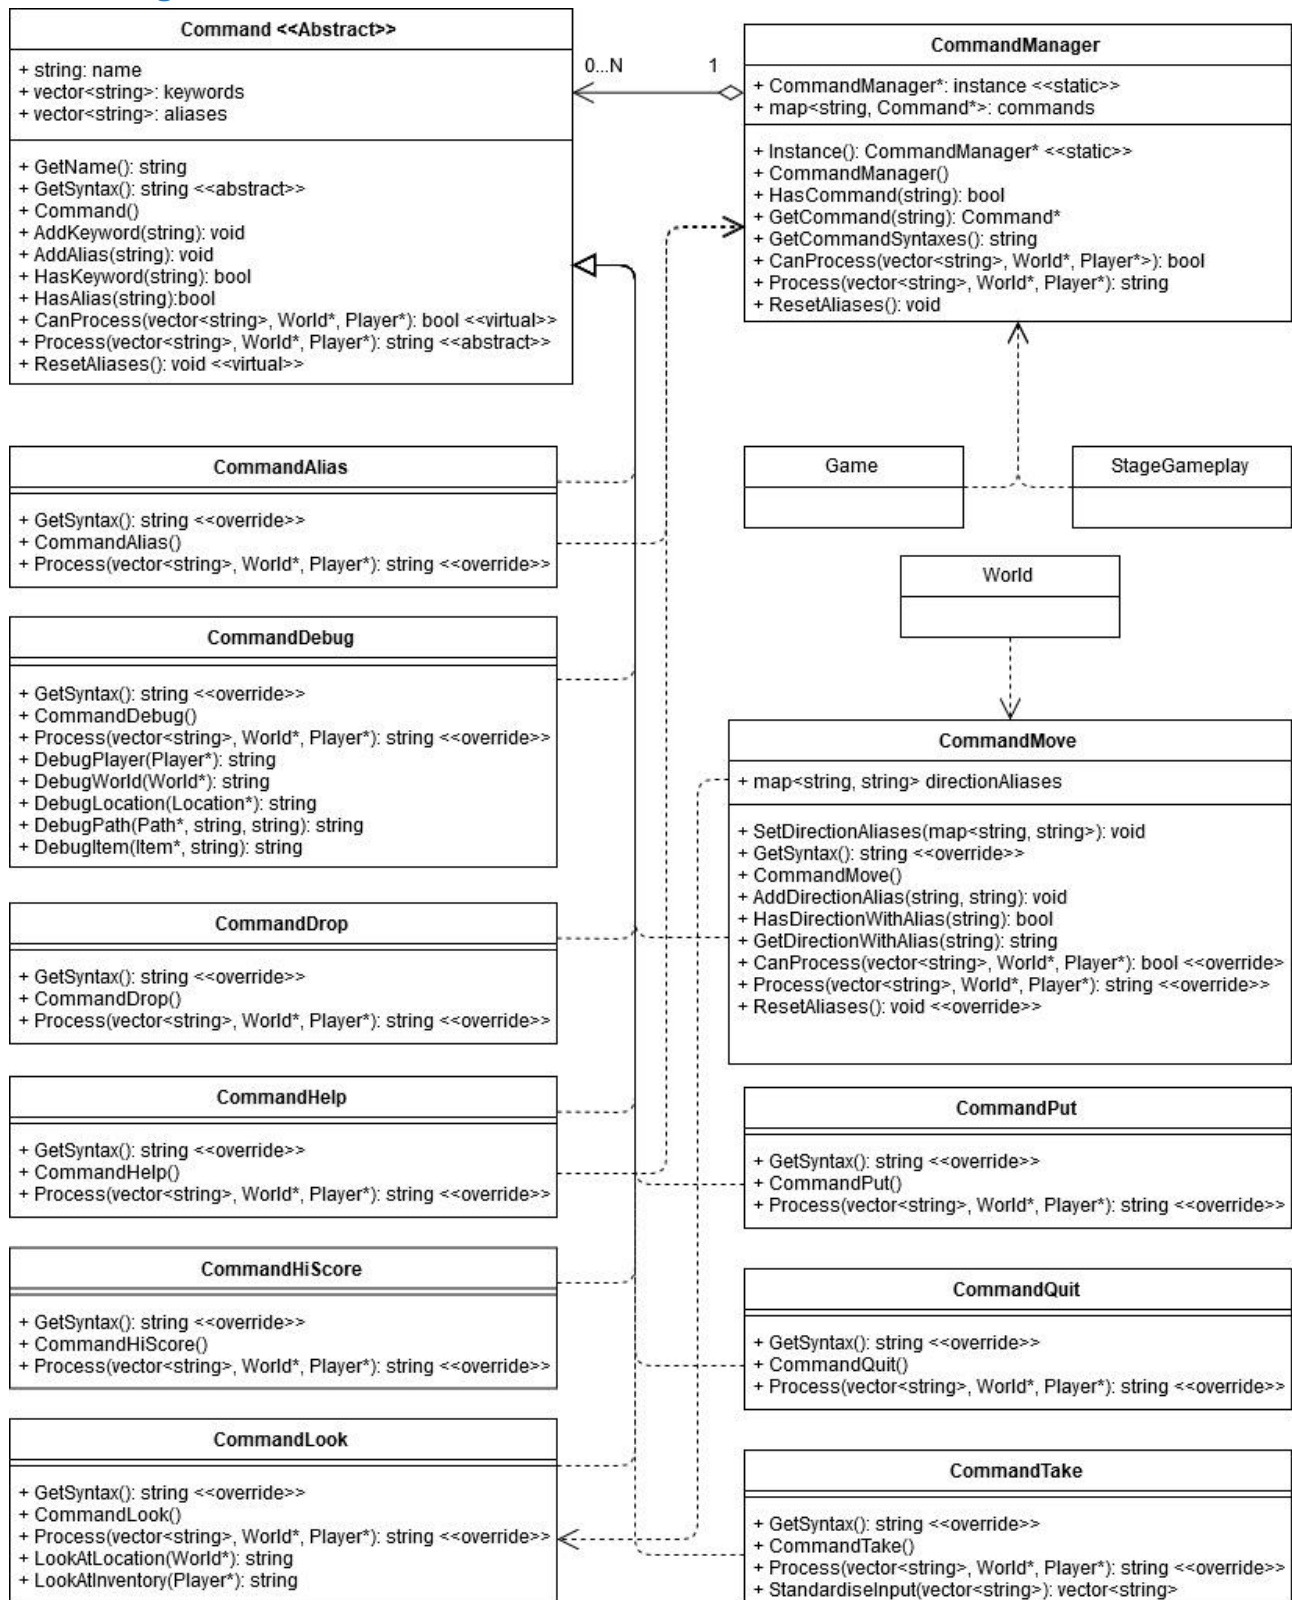 Command <<Abstract>>
+ string: name
+ vector<string>: keywords
+ vector<string>: aliases
+ GetName(): string
+ GetSyntax(): string <<abstract>>
+ Command()
+ AddKeyword(string): void
+ AddAlias(string): void
+ HasKeyword(string): bool
+ HasAlias(string):bool
+ CanProcess(vector<string>, World*, Player*): bool <<virtual>>
+ Process(vector<string>, World*, Player*): string <<abstract>>
+ ResetAliases(): void <<virtual>>
0...N
1
CommandManager
+ CommandManager*: instance <<static>>
+ map<string, Command*>: commands
+ Instance(): CommandManager* <<static>>
+ CommandManager()
+ HasCommand(string): bool
+ GetCommand(string): Command*
+ GetCommandSyntaxes(): string
+ CanProcess(vector<string>, World*, Player*>): bool
+ Process(vector<string>, World*, Player*): string
+ ResetAliases(): void
CommandAlias
+ GetSyntax(): string <<override>>
+ CommandAlias()
+ Process(vector<string>, World*, Player*): string <<override>>
Game
StageGameplay
World
CommandDebug
+ GetSyntax(): string <<override>>
+ CommandDebug()
+ Process(vector<string>, World*, Player*): string <<override>>
+ DebugPlayer(Player*): string
+ DebugWorld(World*): string
+ DebugLocation(Location*): string
+ DebugPath(Path*, string, string): string
+ DebugItem(Item*, string): string
CommandMove
+ map<string, string> directionAliases
+ SetDirectionAliases(map<string, string>): void
+ GetSyntax(): string <<override>>
+ CommandMove()
+ AddDirectionAlias(string, string): void
+ HasDirectionWithAlias(string): bool
+ GetDirectionWithAlias(string): string
+ CanProcess(vector<string>, World*, Player*): bool <<override>
+ Process(vector<string>, World*, Player*): string <<override>>
+ ResetAliases(): void <<override>>
CommandDrop
+ GetSyntax(): string <<override>>
+ CommandDrop()
+ Process(vector<string>, World*, Player*): string <<override>>
CommandHelp
+ GetSyntax(): string <<override>>
+ CommandHelp()
+ Process(vector<string>, World*, Player*): string <<override>>
CommandPut
+ GetSyntax(): string <<override>>
+ CommandPut()
+ Process(vector<string>, World*, Player*): string <<override>>
CommandHiScore
+ GetSyntax(): string <<override>>
+ CommandHiScore()
+ Process(vector<string>, World*, Player*): string <<override>>
CommandQuit
+ GetSyntax(): string <<override>>
+ CommandQuit()
+ Process(vector<string>, World*, Player*): string <<override>>
CommandLook
+ GetSyntax(): string <<override>>
+ CommandLook()
+ Process(vector<string>, World*, Player*): string <<override>>
+ LookAtLocation(World*): string
+ LookAtInventory(Player*): string
CommandTake
+ GetSyntax(): string <<override>>
+ CommandTake()
+ Process(vector<string>, World*, Player*): string <<override>>
+ StandardiseInput(vector<string>): vector<string>